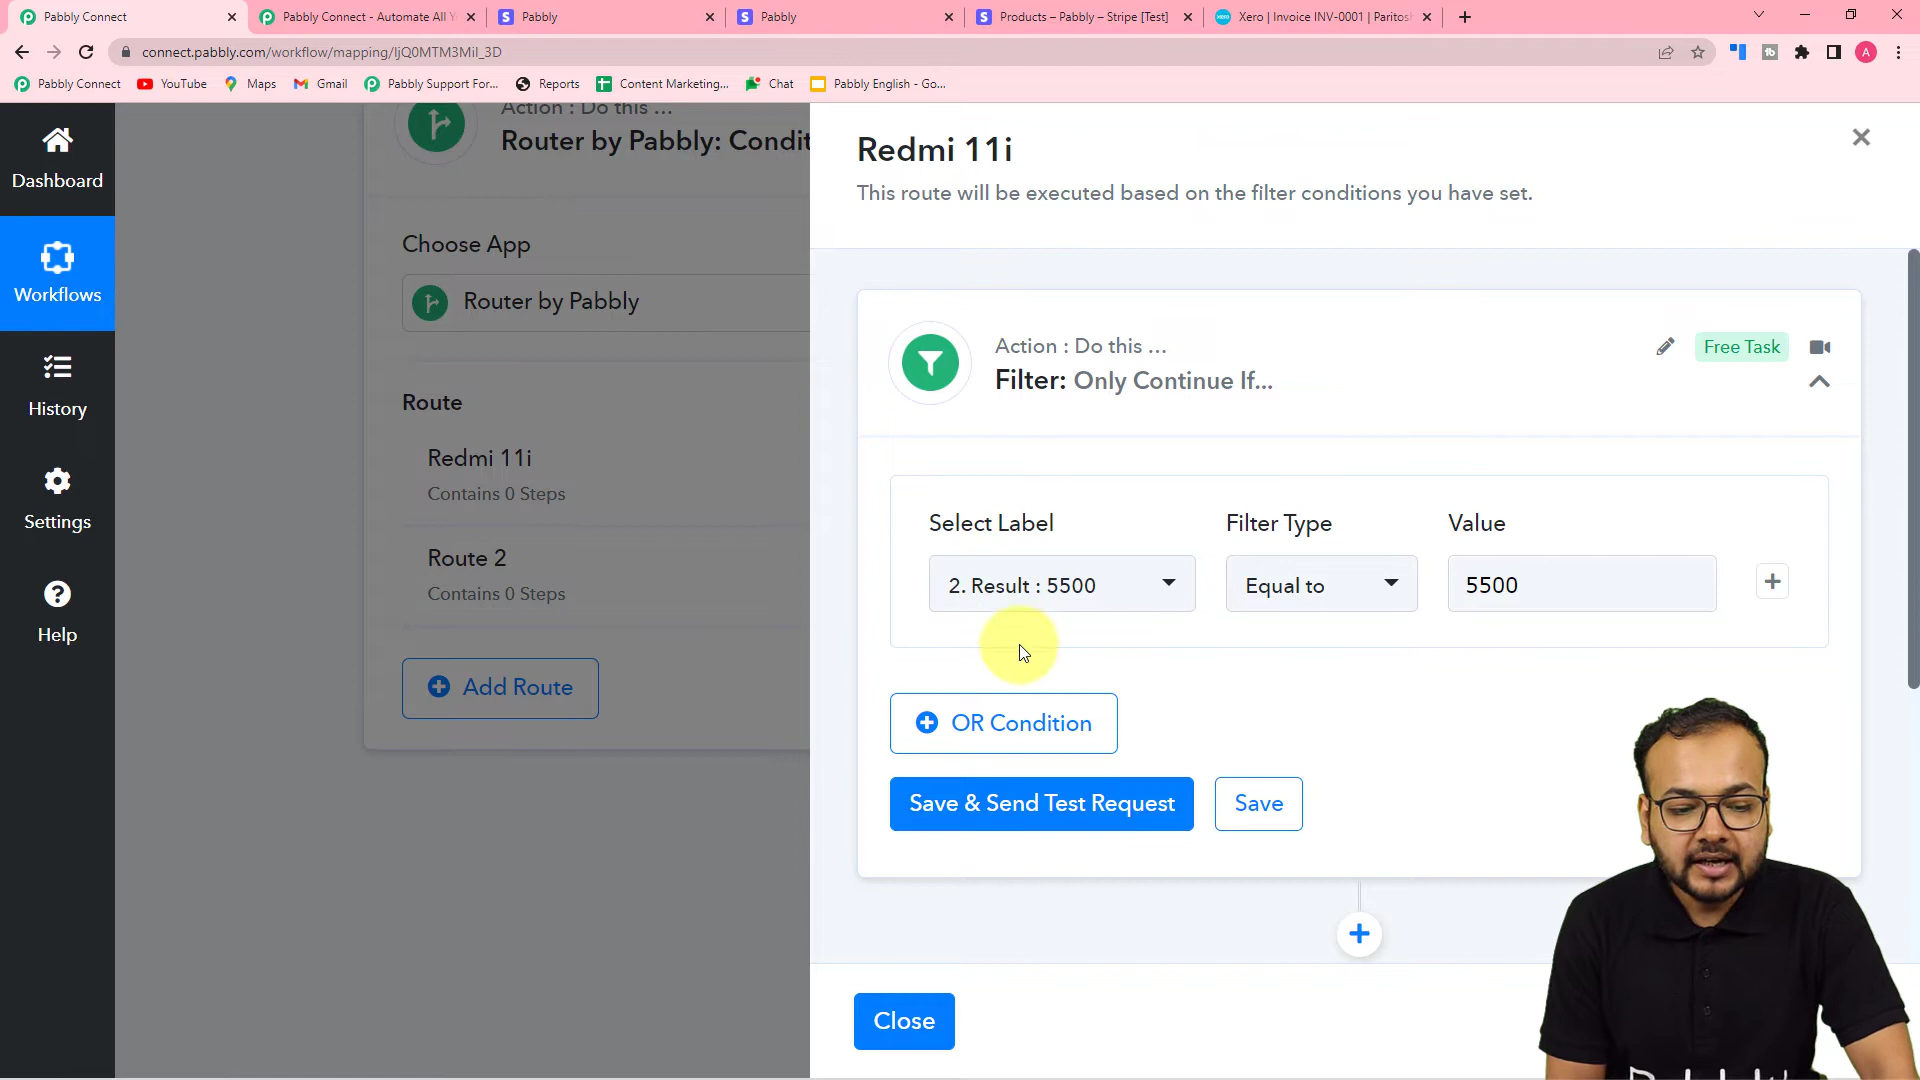 Pabbly Connect
Pabbly Connect - Automate All Y
Pabbly
Pabbly
Products – Pabbly – Stripe [Test]
Xero | Invoice INV-0001 | Paritos
connect.pabbly.com/workflow/mapping/IjQ0MTM3MiI_3D
Pabbly Connect
YouTube
Maps
Gmail
Pabbly Support For...
Reports
Content Marketing...
Chat
Pabbly English - Go...
Dashboard
Workflows
History
Settings
Help
Action : Do this ...
Router by Pabbly: Condit
Choose App
Router by Pabbly
Route
Redmi 11i
Contains 0 Steps
Route 2
Contains 0 Steps
Add Route
Redmi 11i
This route will be executed based on the filter conditions you have set.
Action : Do this ...
Free Task
Filter: Only Continue If...
Select Label
Filter Type
Value
2. Result : 5500
Equal to
5500
OR Condition
Save & Send Test Request
Save
Close